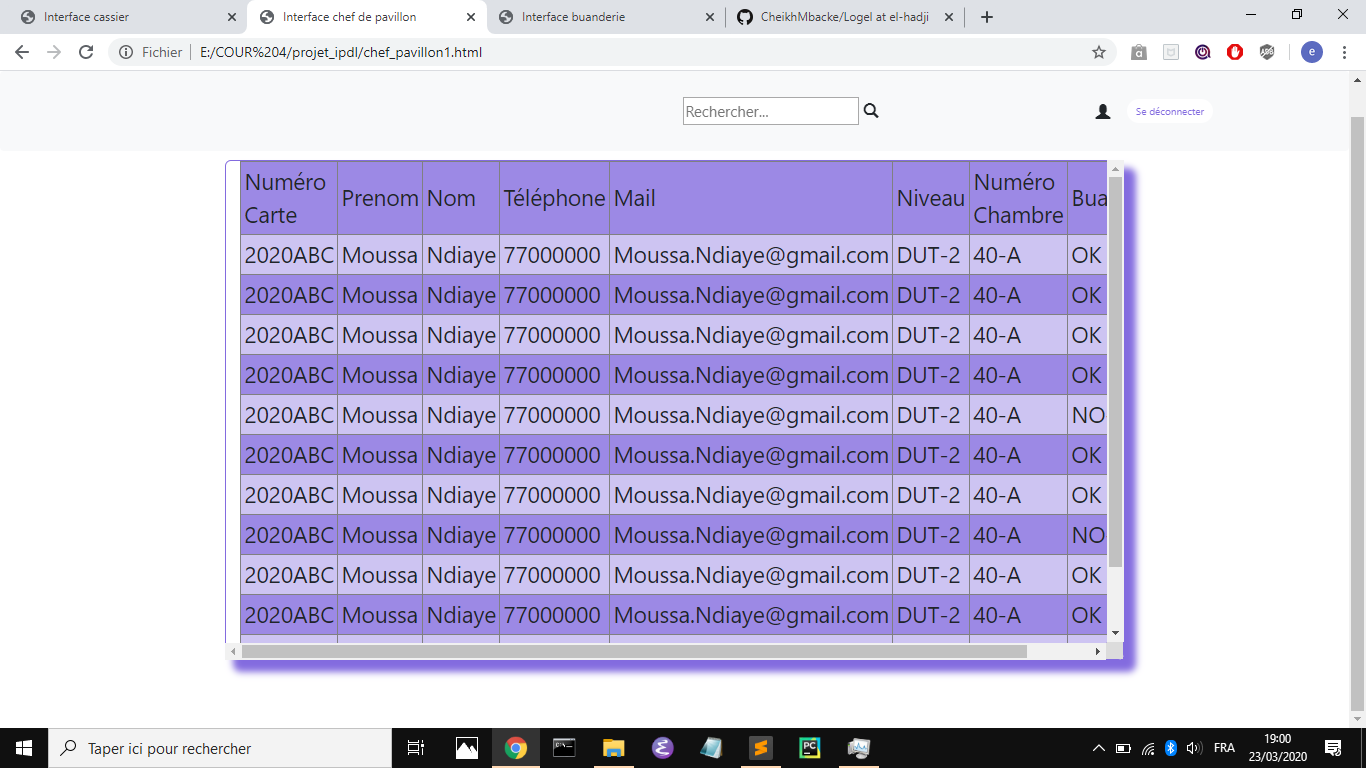 Interface cassier
Interface chef de pavillon
Interface buanderie
CheikhMbacke/Logel at el-hadji
Fichier E:/COUR%204/projet_ipdl/chef_pavillon1.html
e
Rechercher...
Se déconnecter
Numéro Carte Prenom Nom Téléphone Mail Niveau Numéro Chambre Bua
2020ABC Moussa Ndiaye 77000000 Moussa.Ndiaye@gmail.com DUT-2 40-A OK
2020ABC Moussa Ndiaye 77000000 Moussa.Ndiaye@gmail.com DUT-2 40-A OK
2020ABC Moussa Ndiaye 77000000 Moussa.Ndiaye@gmail.com DUT-2 40-A OK
2020ABC Moussa Ndiaye 77000000 Moussa.Ndiaye@gmail.com DUT-2 40-A OK
2020ABC Moussa Ndiaye 77000000 Moussa.Ndiaye@gmail.com DUT-2 40-A NO
2020ABC Moussa Ndiaye 77000000 Moussa.Ndiaye@gmail.com DUT-2 40-A OK
2020ABC Moussa Ndiaye 77000000 Moussa.Ndiaye@gmail.com DUT-2 40-A OK
2020ABC Moussa Ndiaye 77000000 Moussa.Ndiaye@gmail.com DUT-2 40-A NO
2020ABC Moussa Ndiaye 77000000 Moussa.Ndiaye@gmail.com DUT-2 40-A OK
2020ABC Moussa Ndiaye 77000000 Moussa.Ndiaye@gmail.com DUT-2 40-A OK
Taper ici pour rechercher
FRA
19:00
23/03/2020